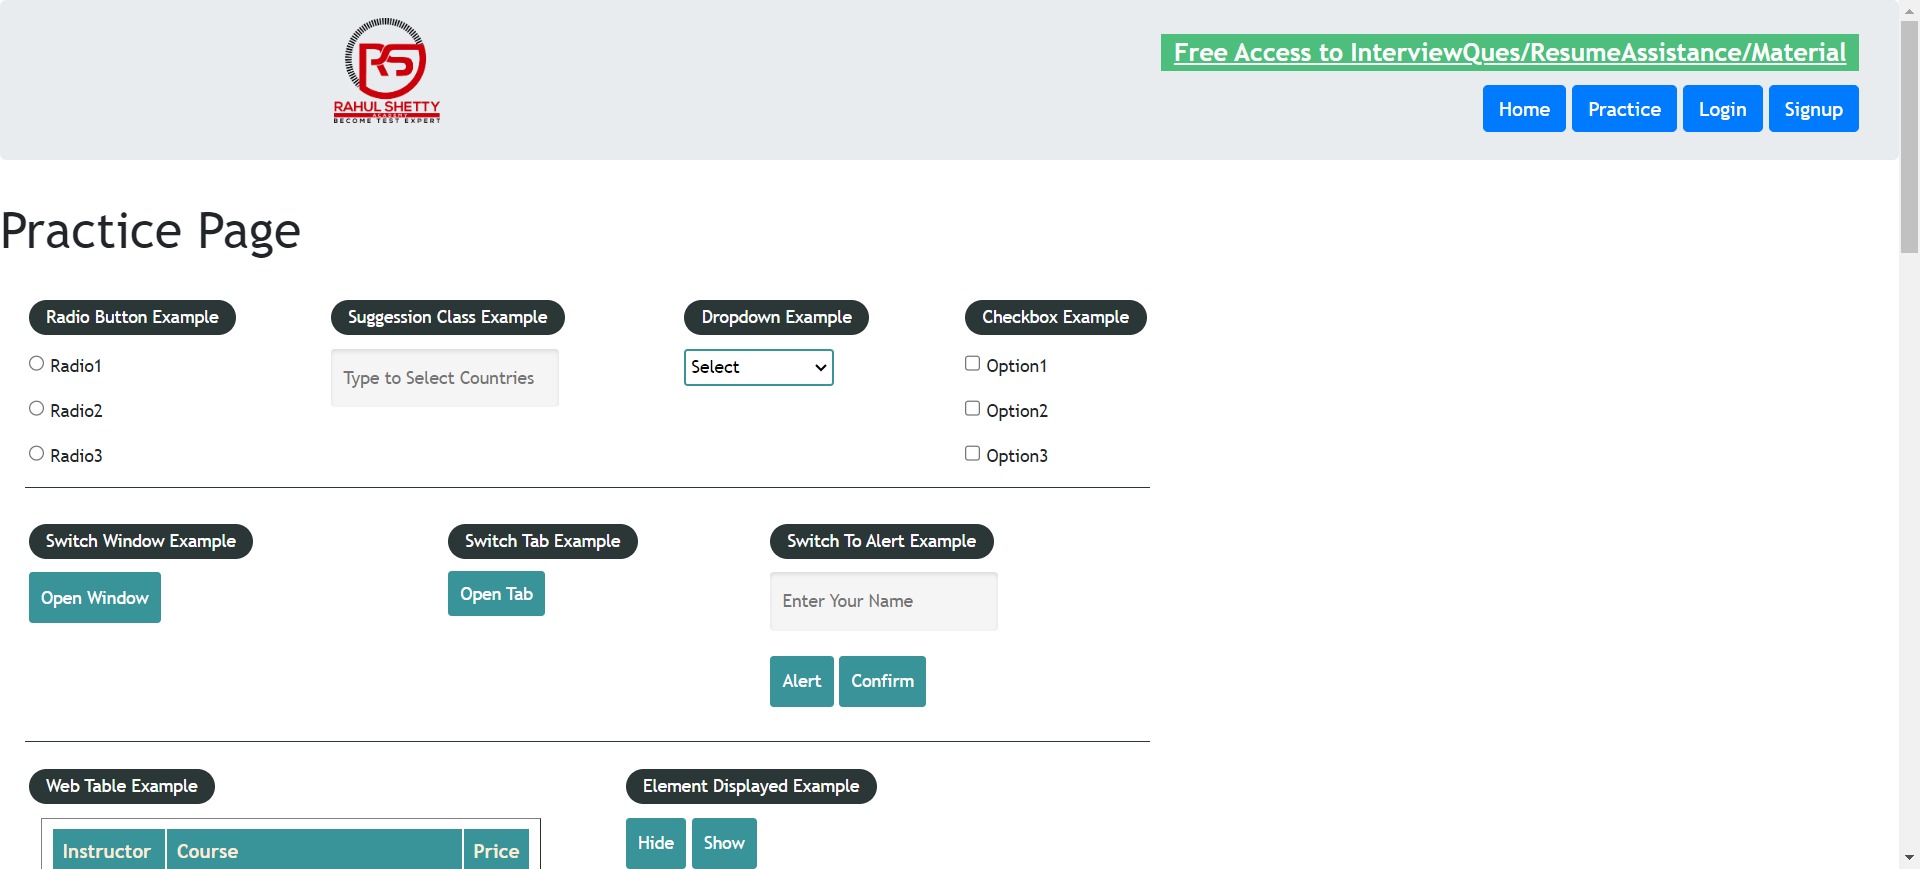 RAHUL SHETTY
ACADEMY
BECOME TEST EXPERT
Free Access to InterviewQues/ResumeAssistance/Material
Home Practice Login Signup
Practice Page
Radio Button Example Suggession Class Example Dropdown Example Checkbox Example
Radio1 Type to Select Countries Select Option1
Radio2 Option2
Radio3 Option3
Switch Window Example Switch Tab Example Switch To Alert Example
Open Window Open Tab Enter Your Name
Alert Confirm
Web Table Example Element Displayed Example
Instructor Course Price Hide Show